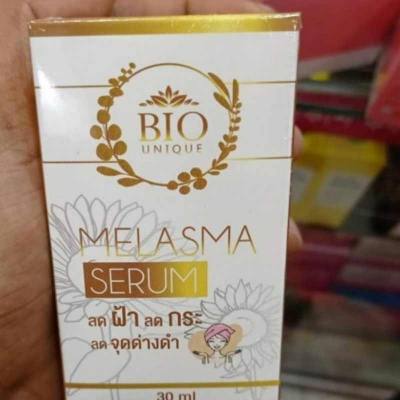 BIO
UNIQUE
MELASMA
SERUM
ลด ฝ้า ลด กระ
ลด จุดด่างดำ
30 ml